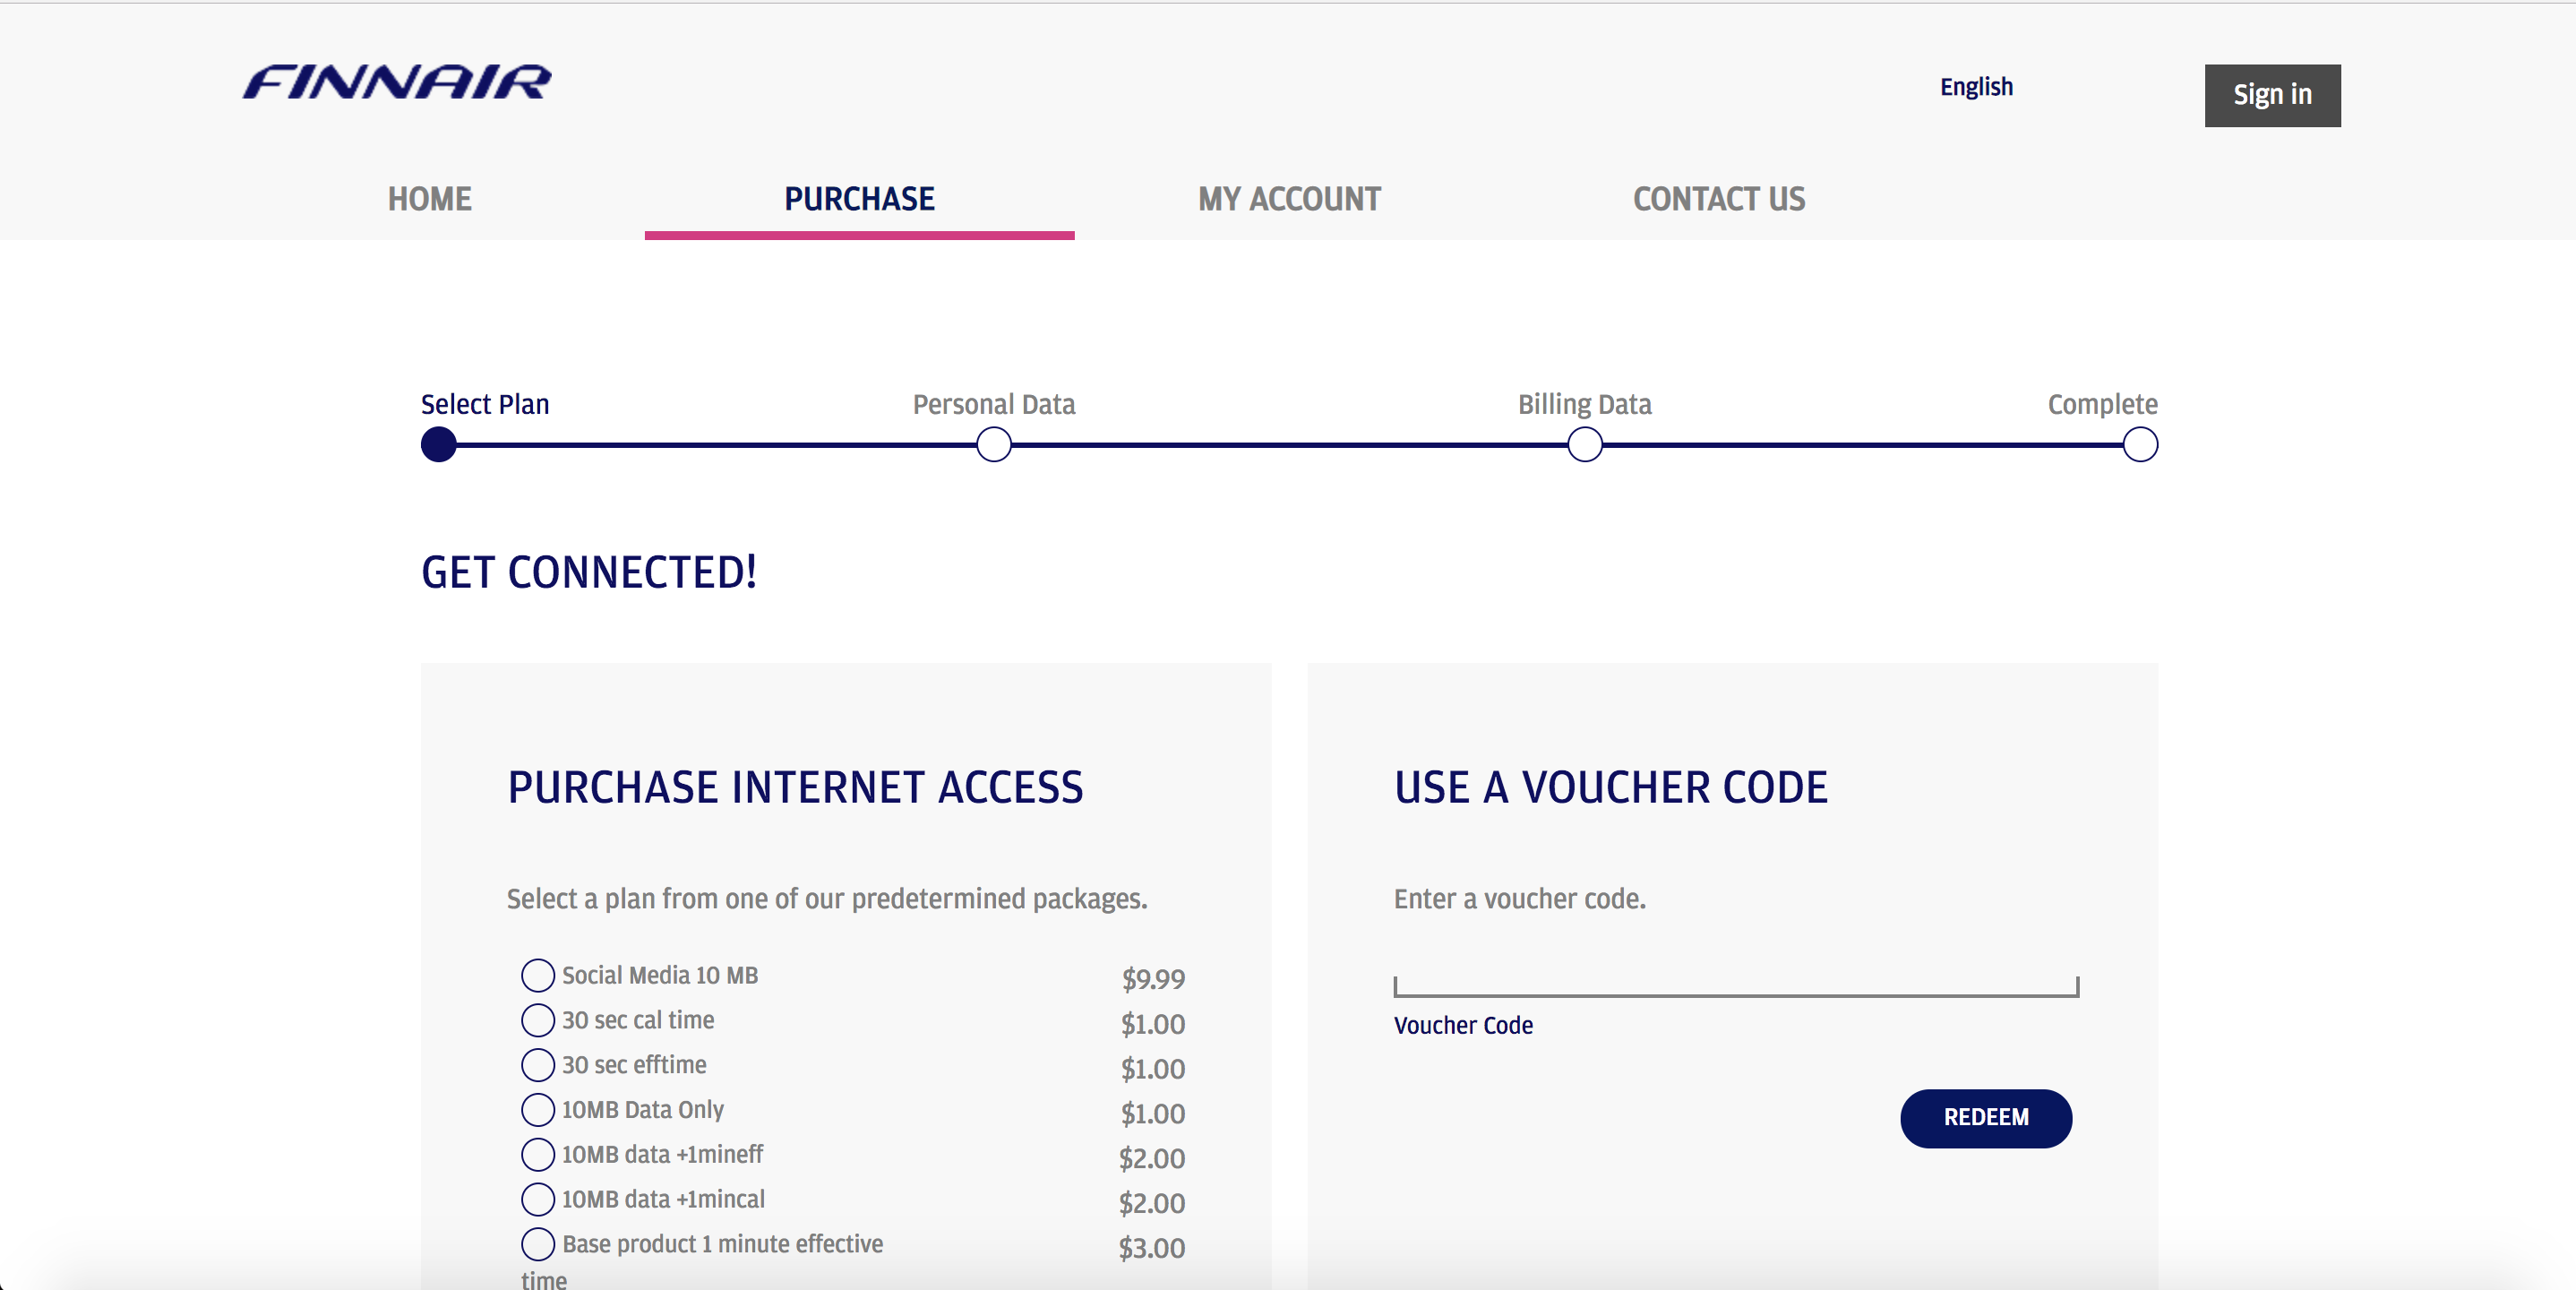 FINNAIR
English
Sign in
HOME
PURCHASE
MY ACCOUNT
CONTACT US
Select Plan
Personal Data
Billing Data
Complete
GET CONNECTED!
PURCHASE INTERNET ACCESS
Select a plan from one of our predetermined packages.
Social Media 10 MB $9.99
30 sec cal time $1.00
30 sec efftime $1.00
10MB Data Only $1.00
10MB data +1mineff $2.00
10MB data +1mincal $2.00
Base product 1 minute effective $3.00
time
USE A VOUCHER CODE
Enter a voucher code.
Voucher Code
REDEEM